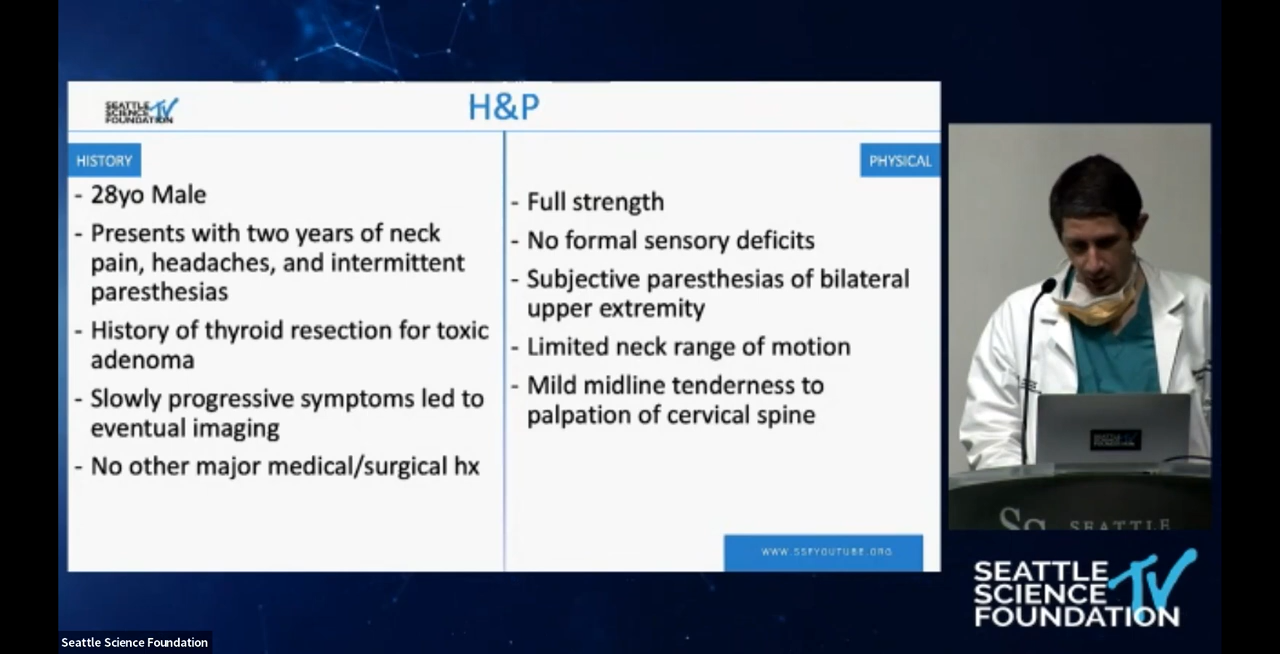 SEATTLE
SCIENCE
FOUNDATION
TV
H&P
HISTORY
- 28yo Male
- Presents with two years of neck
pain, headaches, and intermittent
paresthesias
- History of thyroid resection for toxic
adenoma
- Slowly progressive symptoms led to
eventual imaging
- No other major medical/surgical hx
PHYSICAL
- Full strength
- No formal sensory deficits
- Subjective paresthesias of bilateral
upper extremity
- Limited neck range of motion
- Mild midline tenderness to
palpation of cervical spine
WWW.SSFYOUTUBE.ORG
SEATTLE
SEATTLE
SCIENCE
FOUNDATION
TV
Seattle Science Foundation